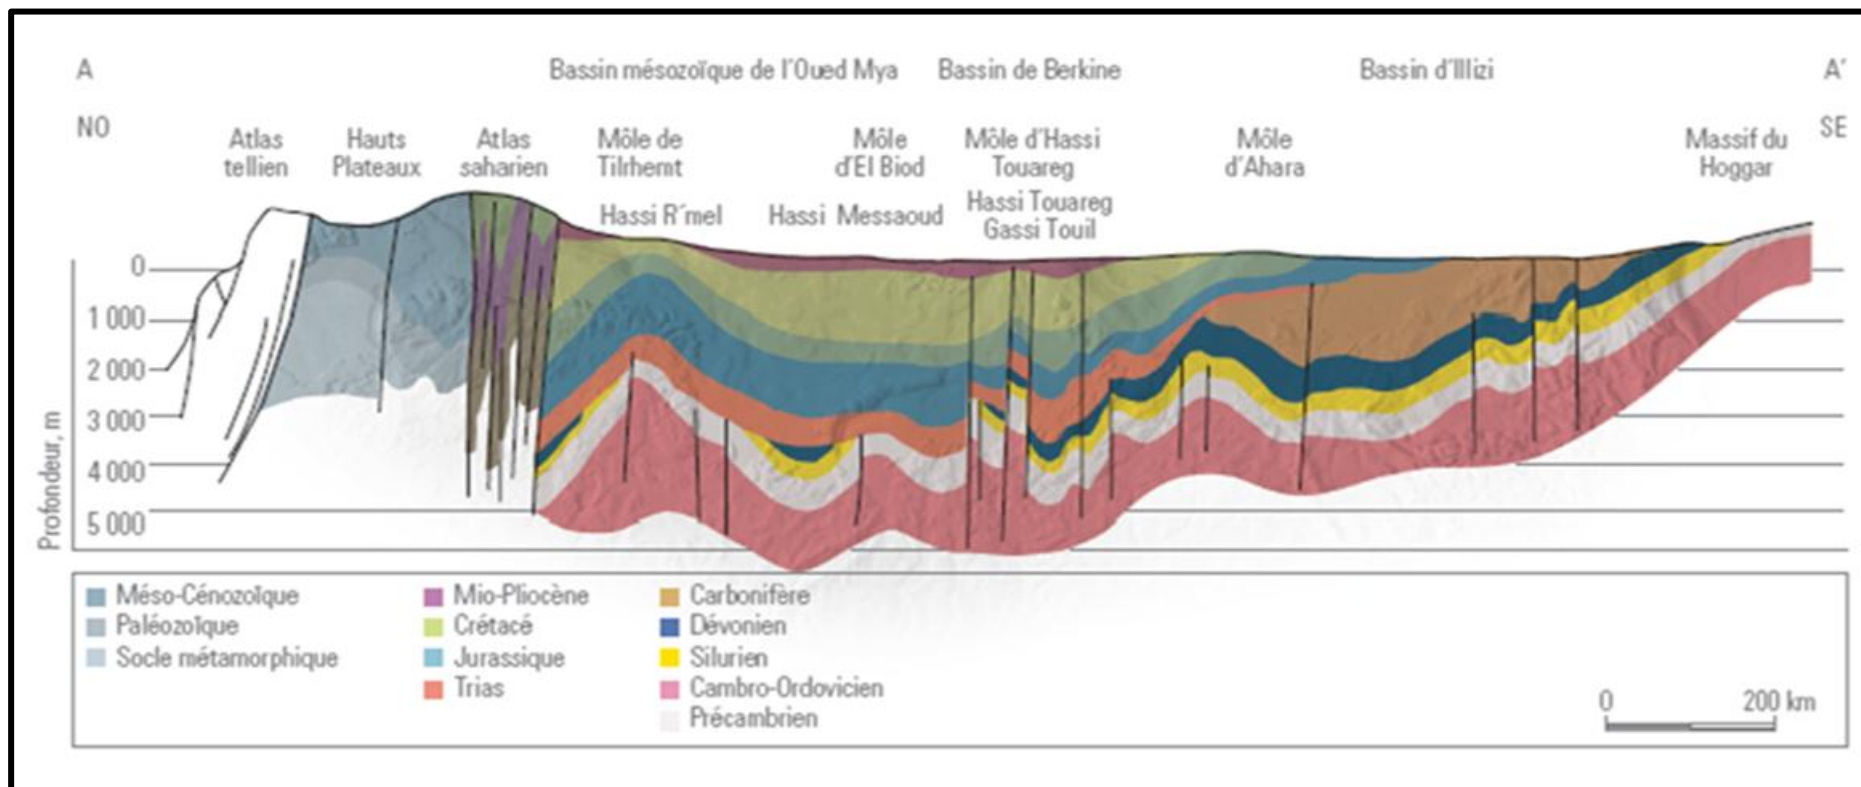 A
Bassin mésozoïque de l'Oued Mya
Bassin de Berkine
Bassin d'Illizi
A'
NO
SE
Atlas
tellien
Hauts
Plateaux
Atlas
saharien
Môle de
Tilrhemt
Môle
d'El Biod
Môle d'Hassi
Touareg
Môle
d'Ahara
Massif du
Hoggar
Hassi R'mel
Hassi Messaoud
Hassi Touareg
Gassi Touil
Profondeur, m
0
1 000
2 000
3 000
4 000
5 000
Méso-Cénozoïque
Paléozoïque
Socle métamorphique
Mio-Pliocène
Crétacé
Jurassique
Trias
Carbonifère
Dévonien
Silurien
Cambro-Ordovicien
Précambrien
0 200 km